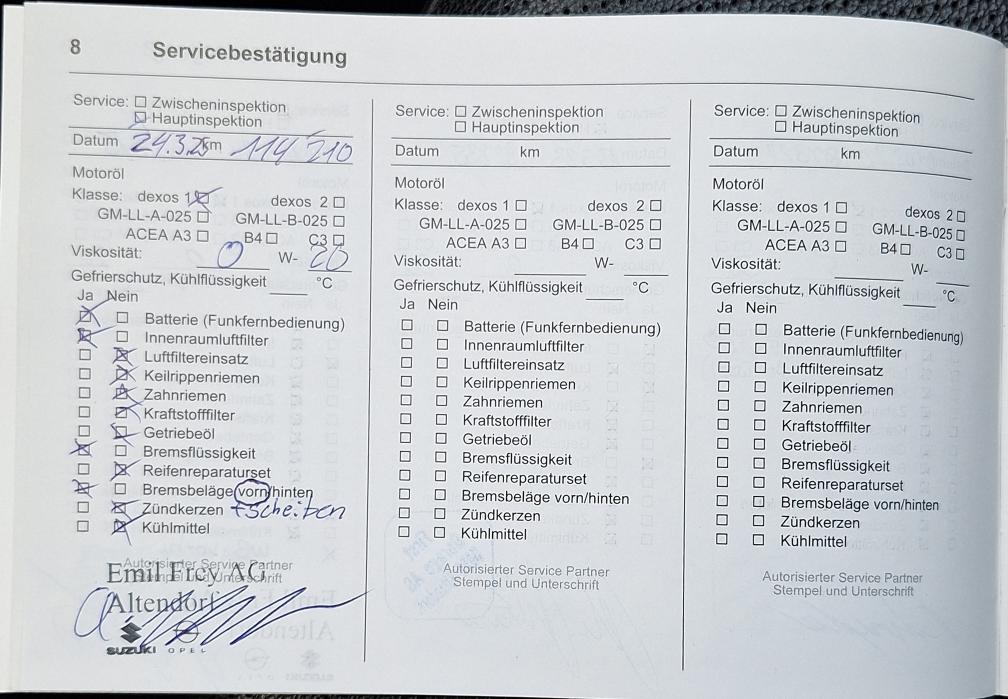 8 Servicebestätigung
Service: Zwischeninspektion
Hauptinspektion
Datum 24.3.25 km 114 210
Motoröl
Klasse: dexos 1 dexos 2
GM-LL-A-025 GM-LL-B-025
ACEA A3 B4 C3
Viskosität: 0 W- 20
Gefrierschutz, Kühlflüssigkeit °C
Ja Nein
Batterie (Funkfernbedienung)
Innenraumluftfilter
Luftfiltereinsatz
Keilrippenriemen
Zahnriemen
Kraftstofffilter
Getriebeöl
Bremsflüssigkeit
Reifenreparaturset
Bremsbeläge vorn/hinten
Zündkerzen +scheiben
Kühlmittel
Autorisierter Service Partner
Stempel und Unterschrift
Emil Frey AG
Altendorf
SUZUKI OPEL
Service: Zwischeninspektion
Hauptinspektion
Datum km
Motoröl
Klasse: dexos 1 dexos 2
GM-LL-A-025 GM-LL-B-025
ACEA A3 B4 C3
Viskosität: W-
Gefrierschutz, Kühlflüssigkeit °C
Ja Nein
Batterie (Funkfernbedienung)
Innenraumluftfilter
Luftfiltereinsatz
Keilrippenriemen
Zahnriemen
Kraftstofffilter
Getriebeöl
Bremsflüssigkeit
Reifenreparaturset
Bremsbeläge vorn/hinten
Zündkerzen
Kühlmittel
Autorisierter Service Partner
Stempel und Unterschrift
Service: Zwischeninspektion
Hauptinspektion
Datum km
Motoröl
Klasse: dexos 1 dexos 2
GM-LL-A-025 GM-LL-B-025
ACEA A3 B4 C3
Viskosität: W-
Gefrierschutz, Kühlflüssigkeit °C
Ja Nein
Batterie (Funkfernbedienung)
Innenraumluftfilter
Luftfiltereinsatz
Keilrippenriemen
Zahnriemen
Kraftstofffilter
Getriebeöl
Bremsflüssigkeit
Reifenreparaturset
Bremsbeläge vorn/hinten
Zündkerzen
Kühlmittel
Autorisierter Service Partner
Stempel und Unterschrift